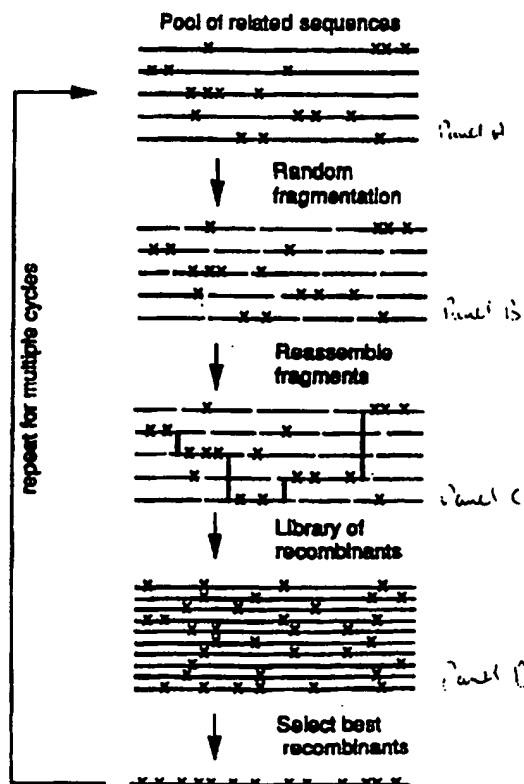 Pool of related sequences
Panel A
Random
fragmentation
Panel B
Reassemble
fragments
Panel C
Library of
recombinants
Panel D
Select best
recombinants
repeat for multiple cycles